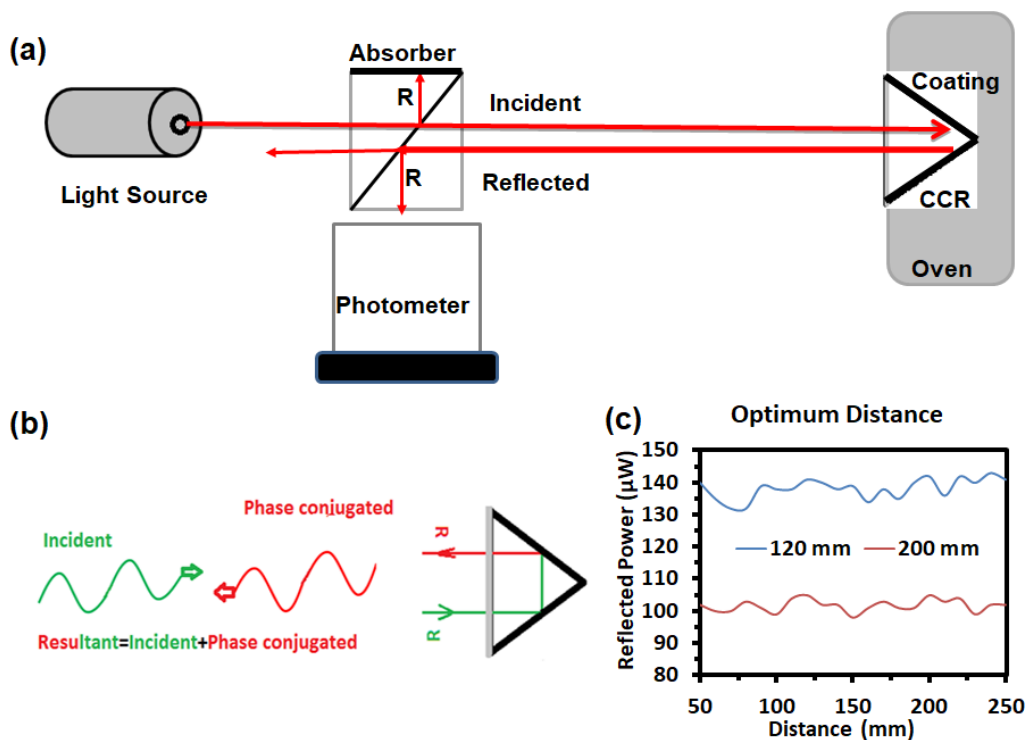 (a)
Absorber
Coating
R
Incident
Light Source
R
Reflected
CCR
Oven
Photometer
(b)
Phase conjugated
Incident
Resultant=Incident+Phase conjugated
R
R
(c)
Optimum Distance
Reflected Power (µW)
150
140
130
120
110
100
90
80
120 mm
200 mm
50
100
150
200
250
Distance (mm)